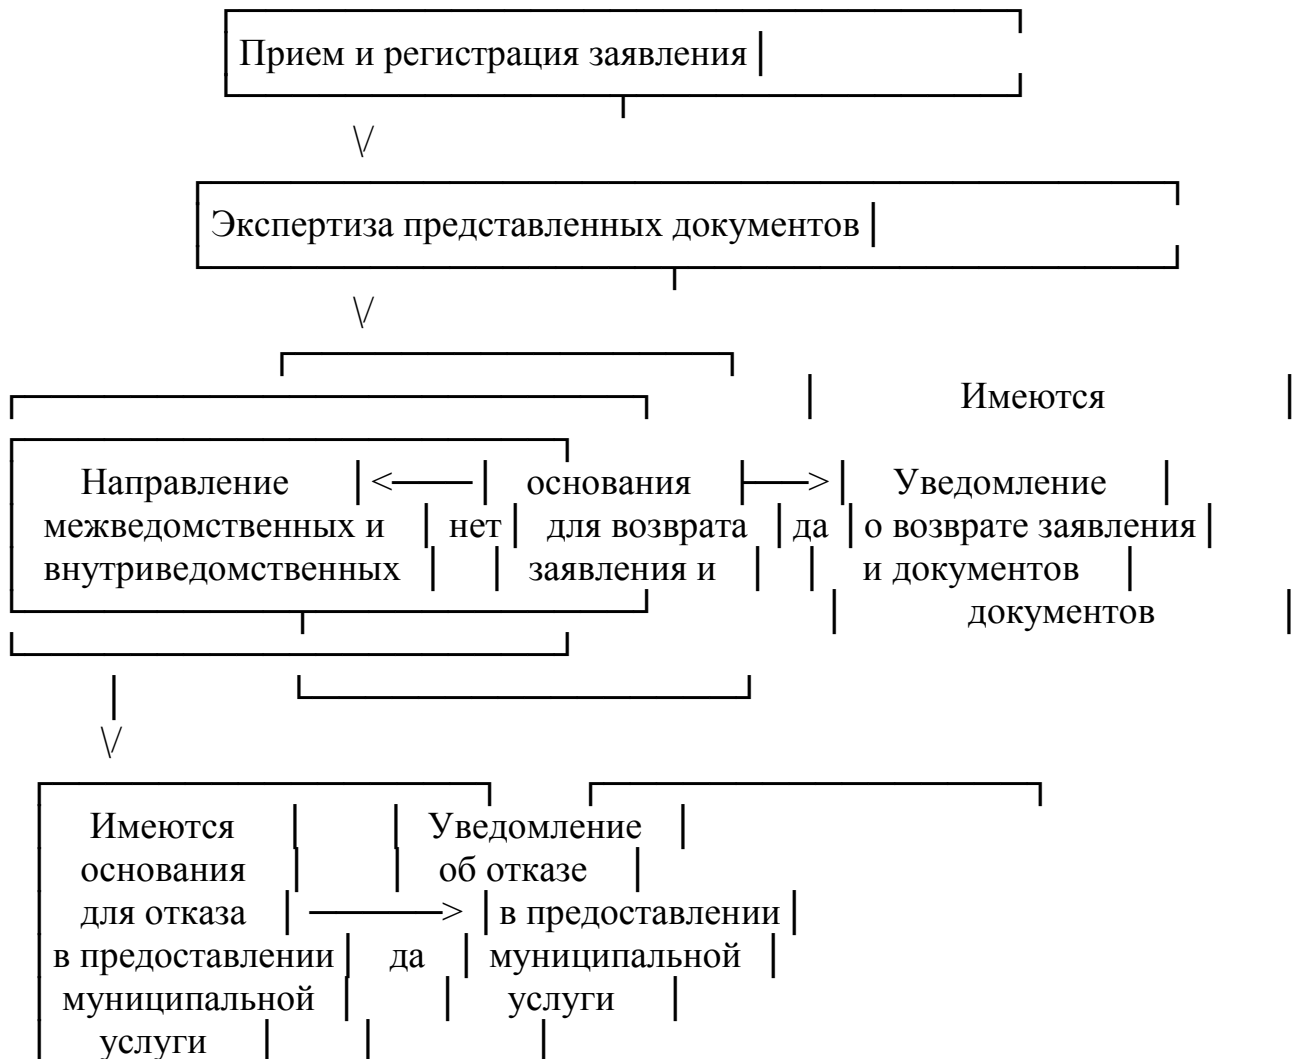 Прием и регистрация заявления
\/
Экспертиза представленных документов
\/
Имеются
Направление <── основания ──> Уведомление
межведомственных и нет для возврата да о возврате заявления
внутриведомственных заявления и и документов
документов
\/
Имеются Уведомление
основания об отказе
для отказа ──> в предоставлении
в предоставлении да муниципальной
муниципальной услуги
услуги